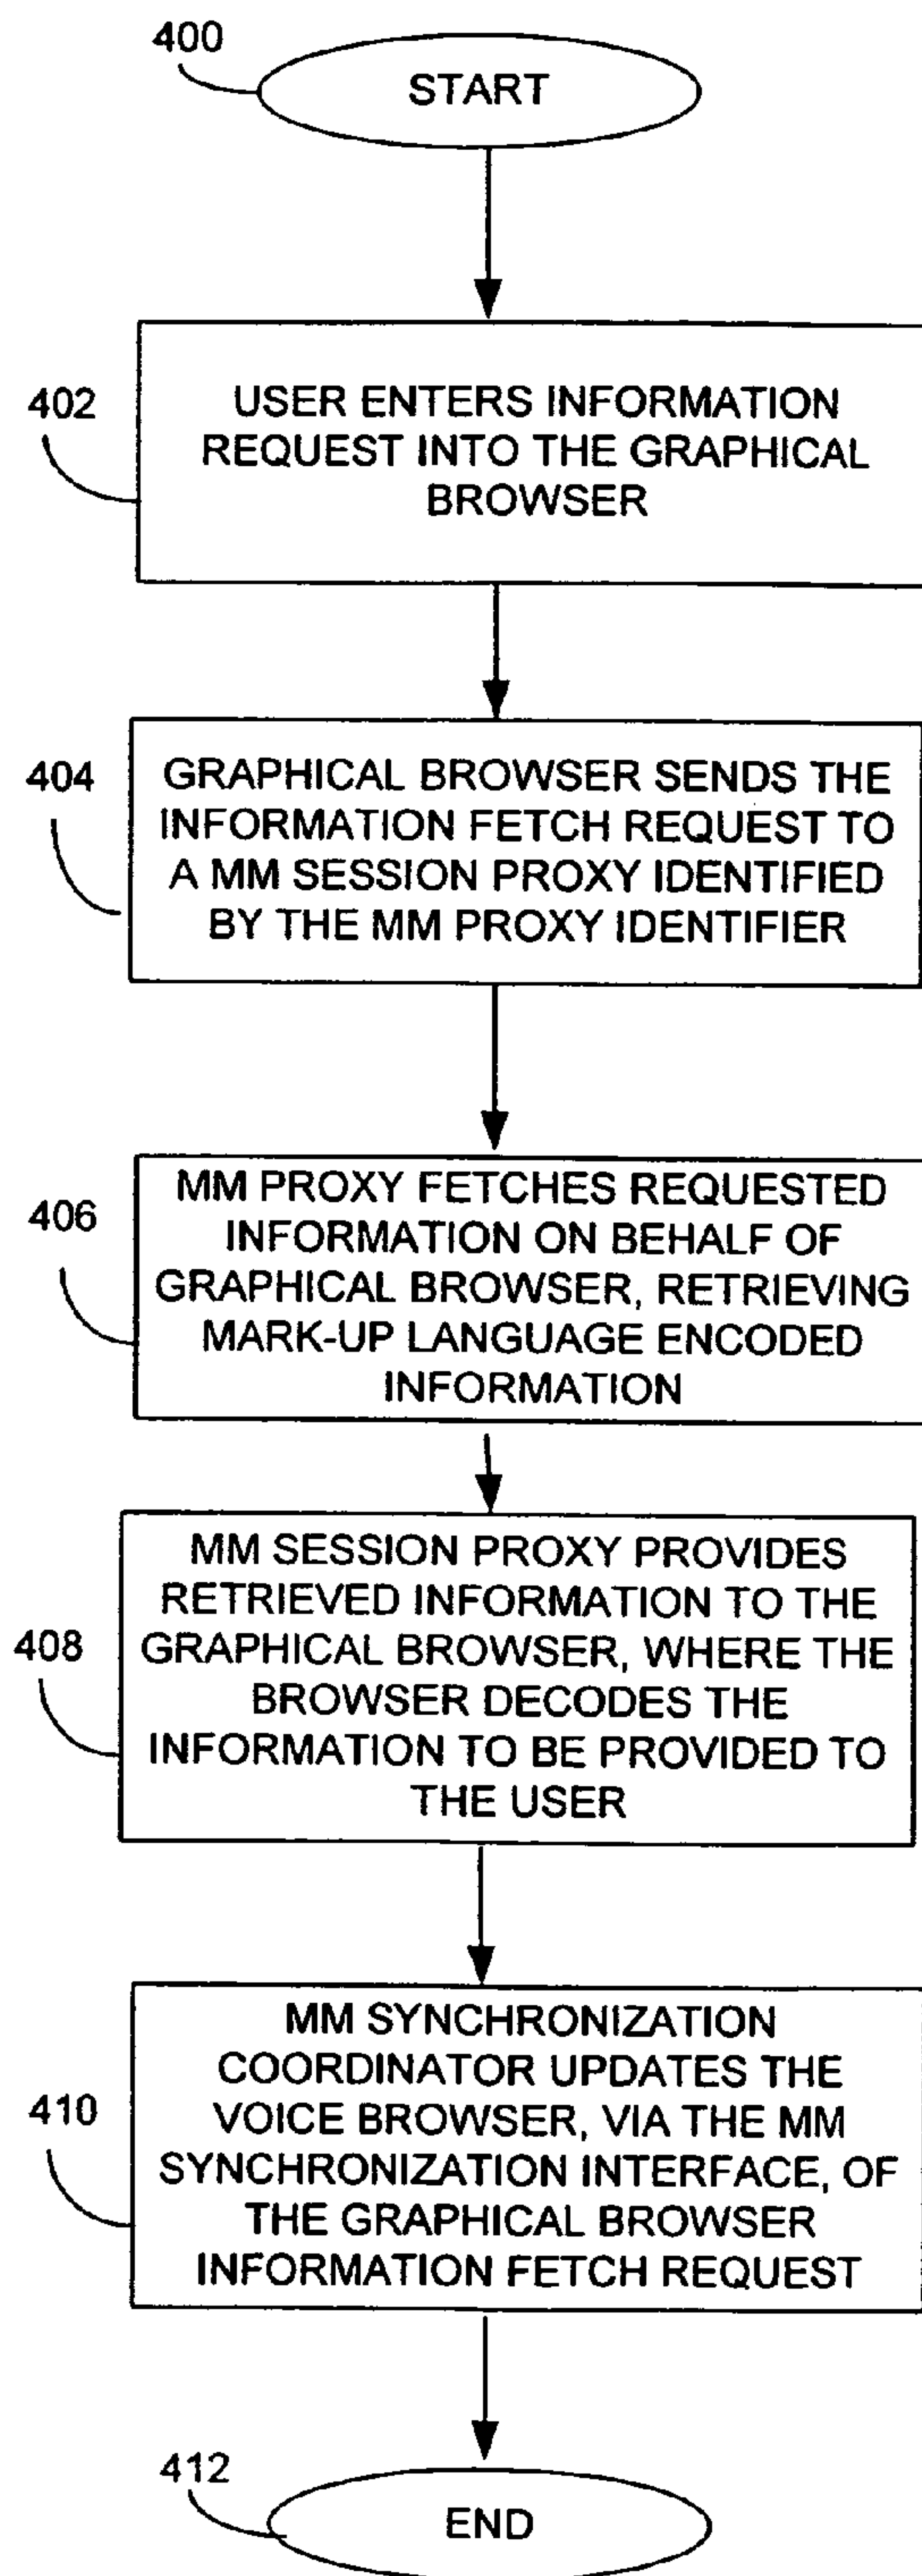 400
START
402
USER ENTERS INFORMATION
REQUEST INTO THE GRAPHICAL
BROWSER
404
GRAPHICAL BROWSER SENDS THE
INFORMATION FETCH REQUEST TO
A MM SESSION PROXY IDENTIFIED
BY THE MM PROXY IDENTIFIER
406
MM PROXY FETCHES REQUESTED
INFORMATION ON BEHALF OF
GRAPHICAL BROWSER, RETRIEVING
MARK-UP LANGUAGE ENCODED
INFORMATION
408
MM SESSION PROXY PROVIDES
RETRIEVED INFORMATION TO THE
GRAPHICAL BROWSER, WHERE THE
BROWSER DECODES THE
INFORMATION TO BE PROVIDED TO
THE USER
410
MM SYNCHRONIZATION
COORDINATOR UPDATES THE
VOICE BROWSER, VIA THE MM
SYNCHRONIZATION INTERFACE, OF
THE GRAPHICAL BROWSER
INFORMATION FETCH REQUEST
412
END